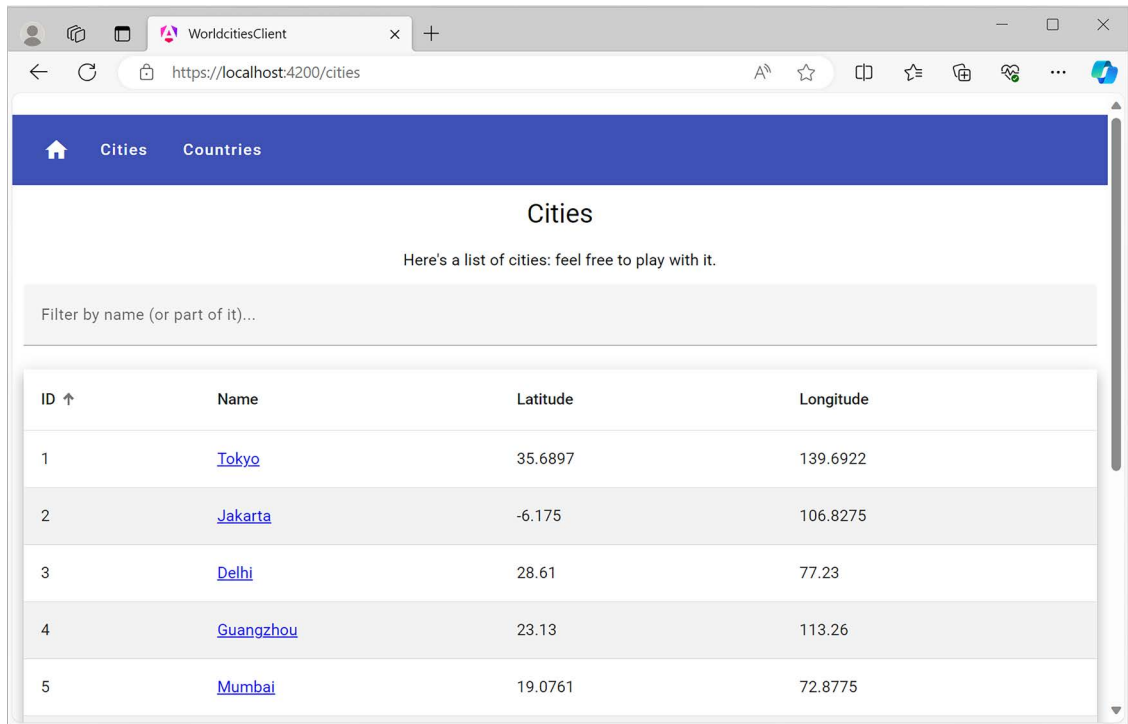 WorldcitiesClient
https://localhost:4200/cities
Cities Countries
Cities
Here's a list of cities: feel free to play with it.
Filter by name (or part of it)...
ID Name Latitude Longitude
1 Tokyo 35.6897 139.6922
2 Jakarta -6.175 106.8275
3 Delhi 28.61 77.23
4 Guangzhou 23.13 113.26
5 Mumbai 19.0761 72.8775